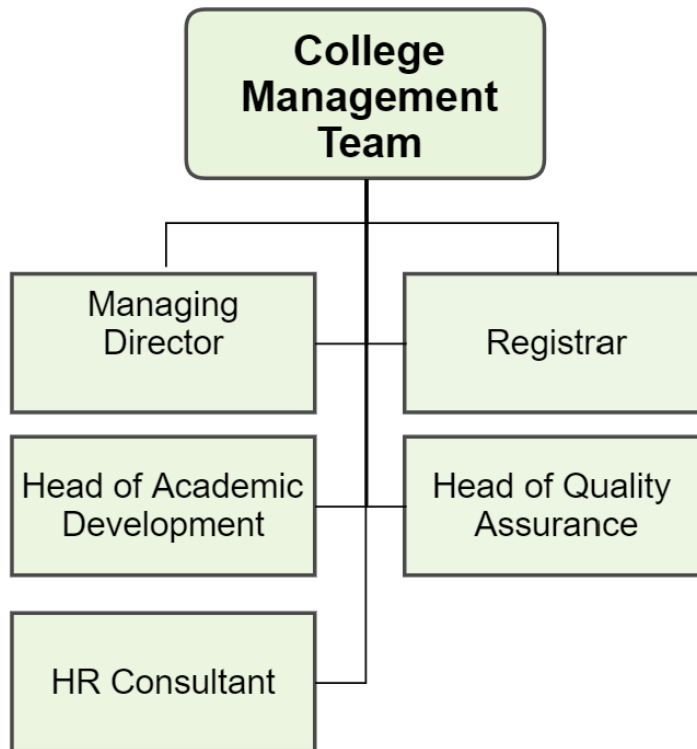 College
Management
Team
Managing
Director
Registrar
Head of Academic
Development
Head of Quality
Assurance
HR Consultant